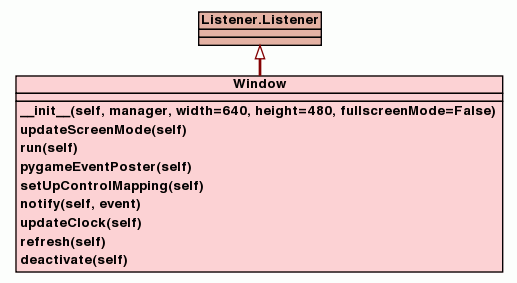 Listener.Listener
Window
__init__(self, manager, width=640, height=480, fullscreenMode=False)
updateScreenMode(self)
run(self)
pygameEventPoster(self)
setUpControlMapping(self)
notify(self, event)
updateClock(self)
refresh(self)
deactivate(self)